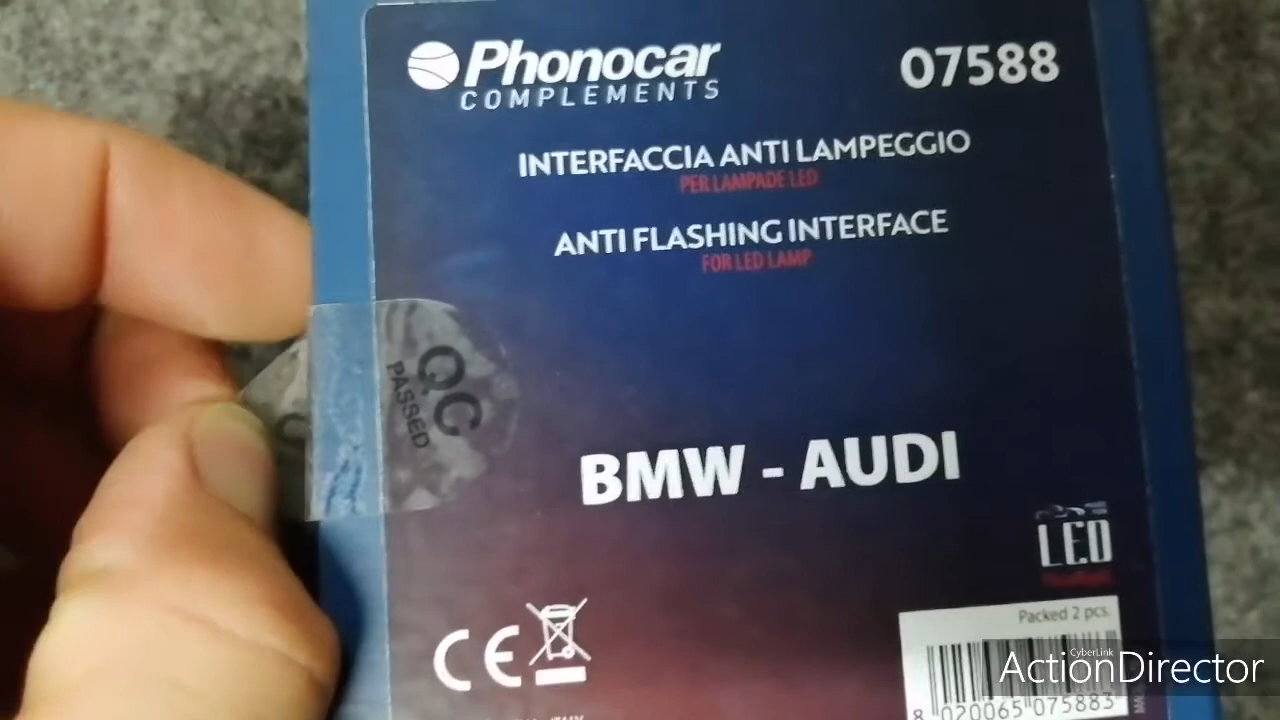 Phonocar
COMPLEMENTS
07588
INTERFACCIA ANTI LAMPEGGIO
PER LAMPADE LED
ANTI FLASHING INTERFACE
FOR LED LAMP
QC
PASSED
BMW - AUDI
LED
CE
Packed 2 pcs.
8 020065 075883
CyberLink
ActionDirector